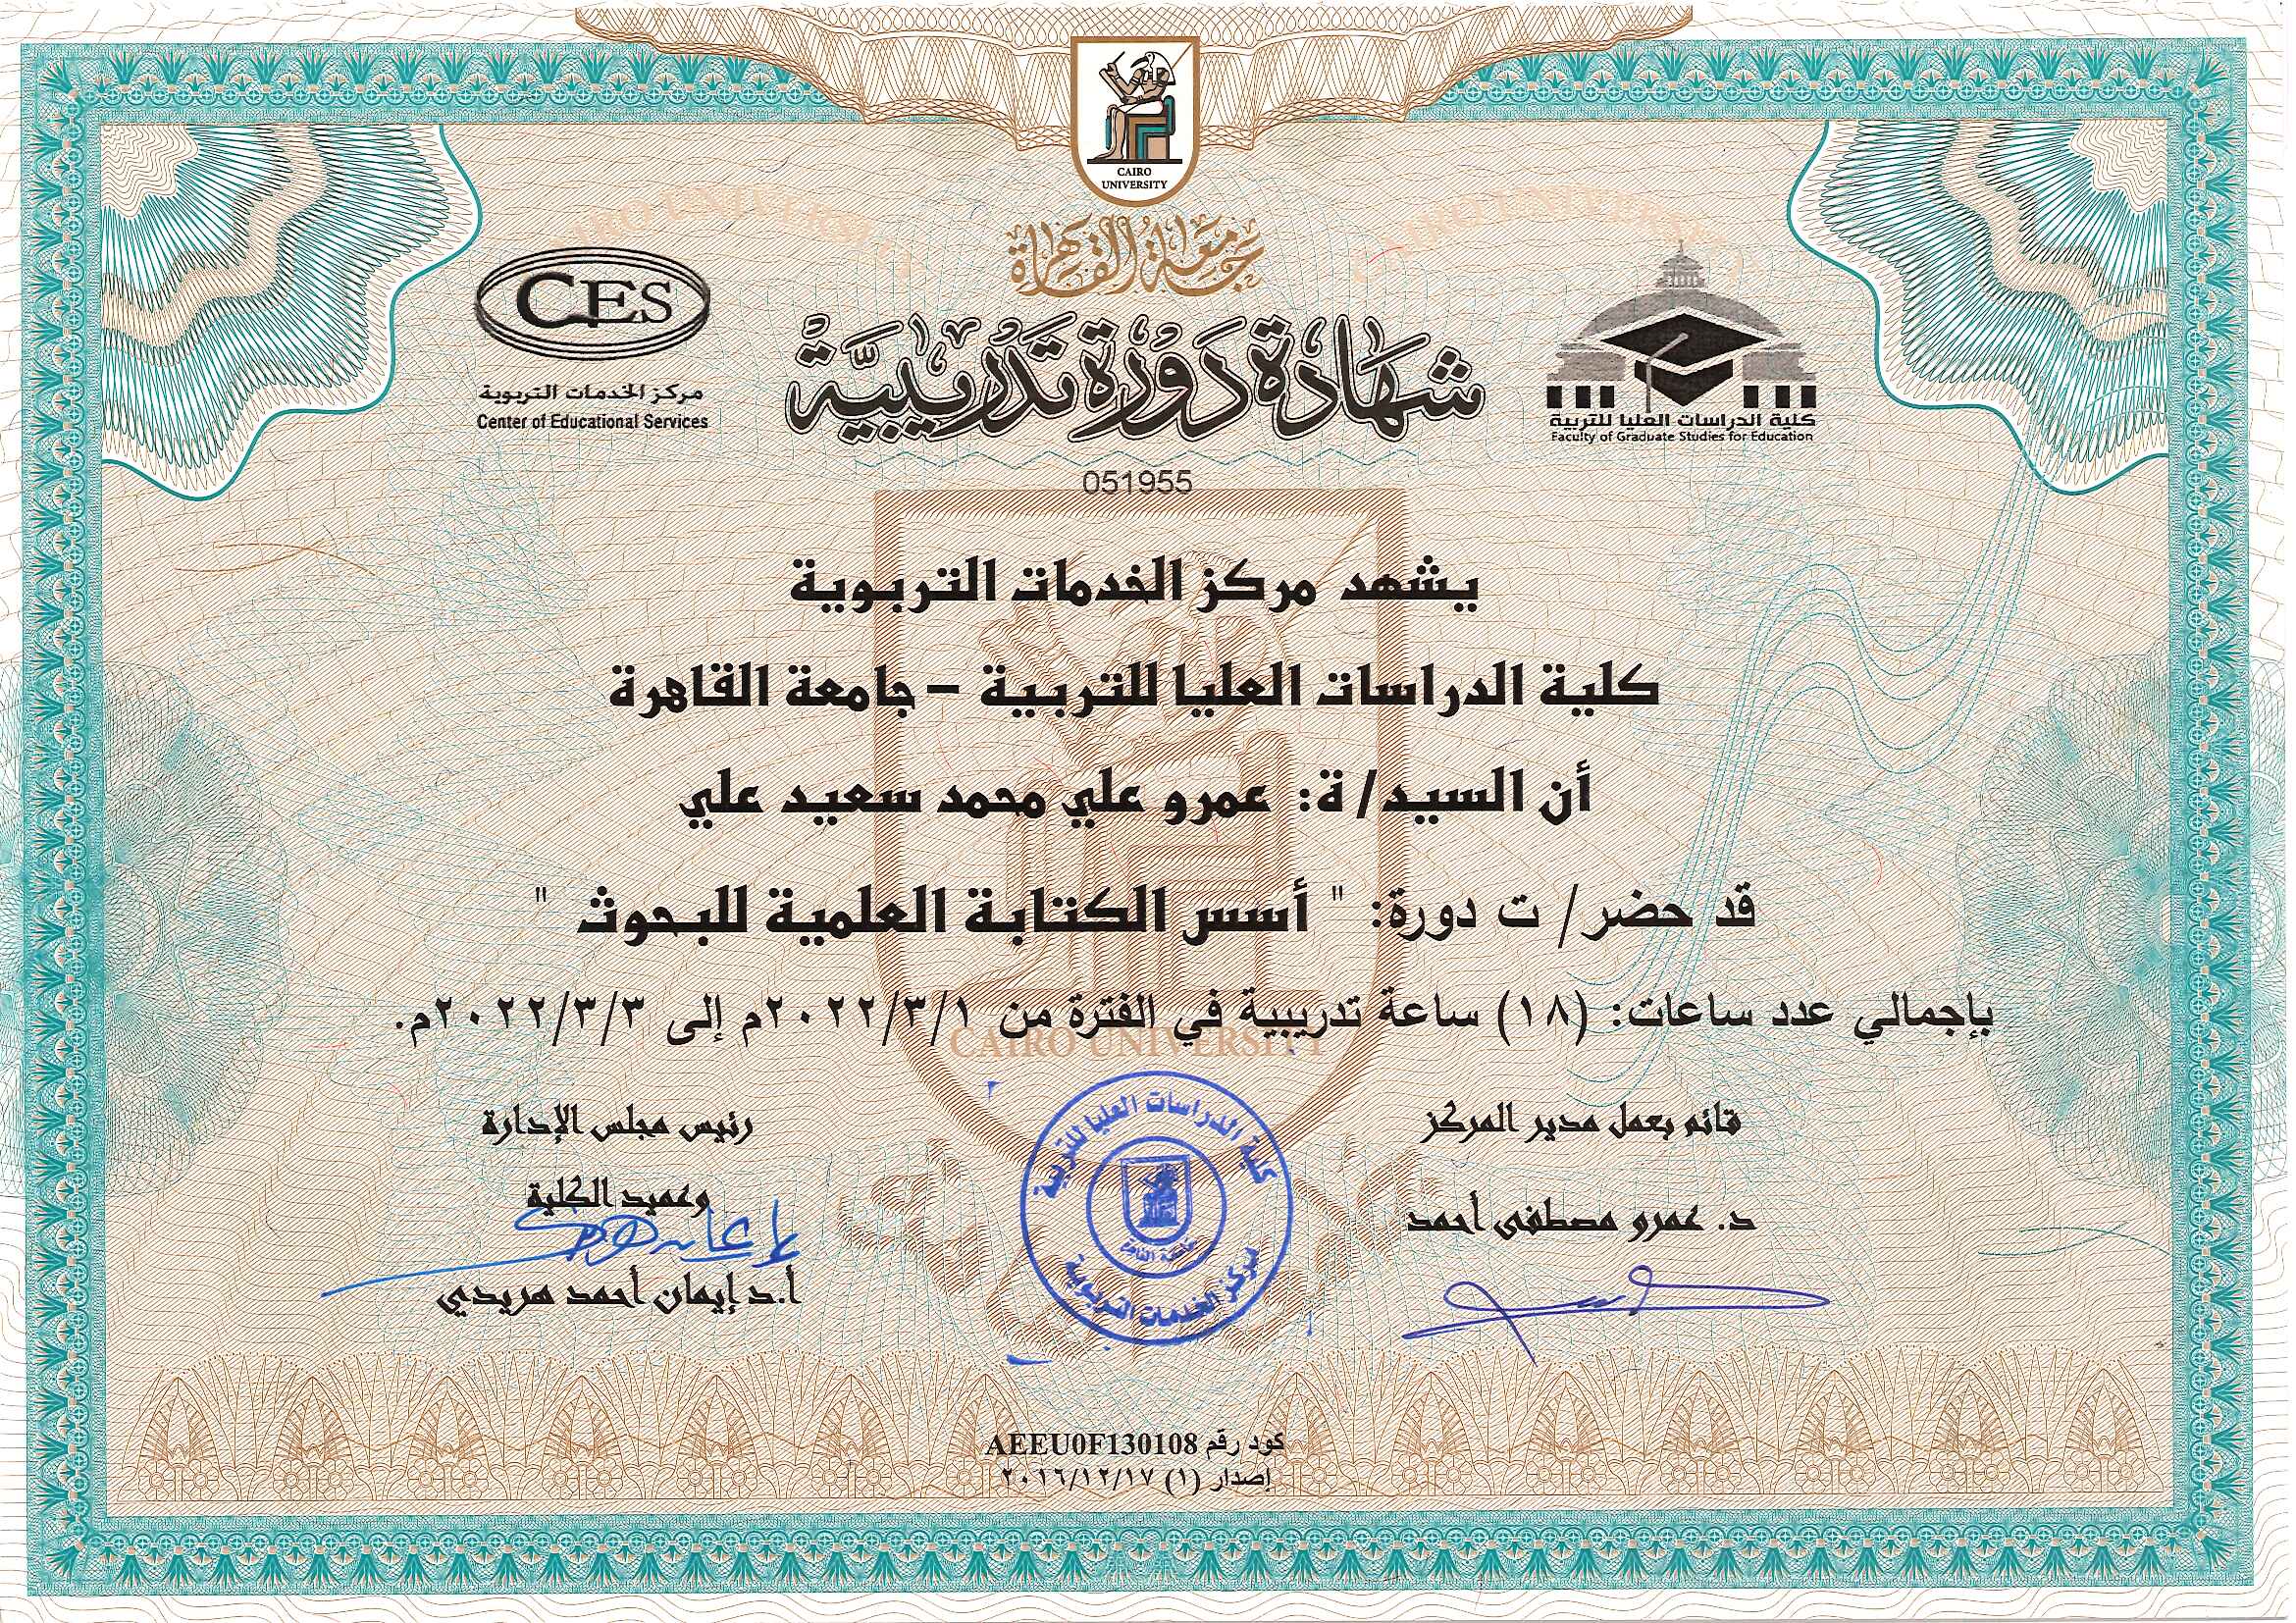 CAIRO
UNIVERSITY
جامعة القاهرة
CES
مركز الخدمات التربوية
Center of Educational Services
شهادة دورة تدريبية
كلية الدراسات العليا للتربية
Faculty of Graduate Studies for Education
051955
يشهد مركز الخدمات التربوية
كلية الدراسات العليا للتربية – جامعة القاهرة
أن السيد/ ة: عمرو علي محمد سعيد علي
قد حضر/ ت دورة: " أسس الكتابة العلمية للبحوث "
بإجمالي عدد ساعات: (١٨) ساعة تدريبية في الفترة من ٢٠٢٢/٣/١م إلى ٢٠٢٢/٣/٣م.
CAIRO UNIVERSITY
قائم بعمل مدير المركز
د. عمرو مصطفى أحمد
كلية الدراسات العليا للتربية
جامعة القاهرة
مركز الخدمات التربوية
رئيس مجلس الإدارة
وعميد الكلية
أ.د إيمان أحمد هريدي
كود رقم AEEU0F130108
إصدار (١) ٢٠١٦/١٢/١٧